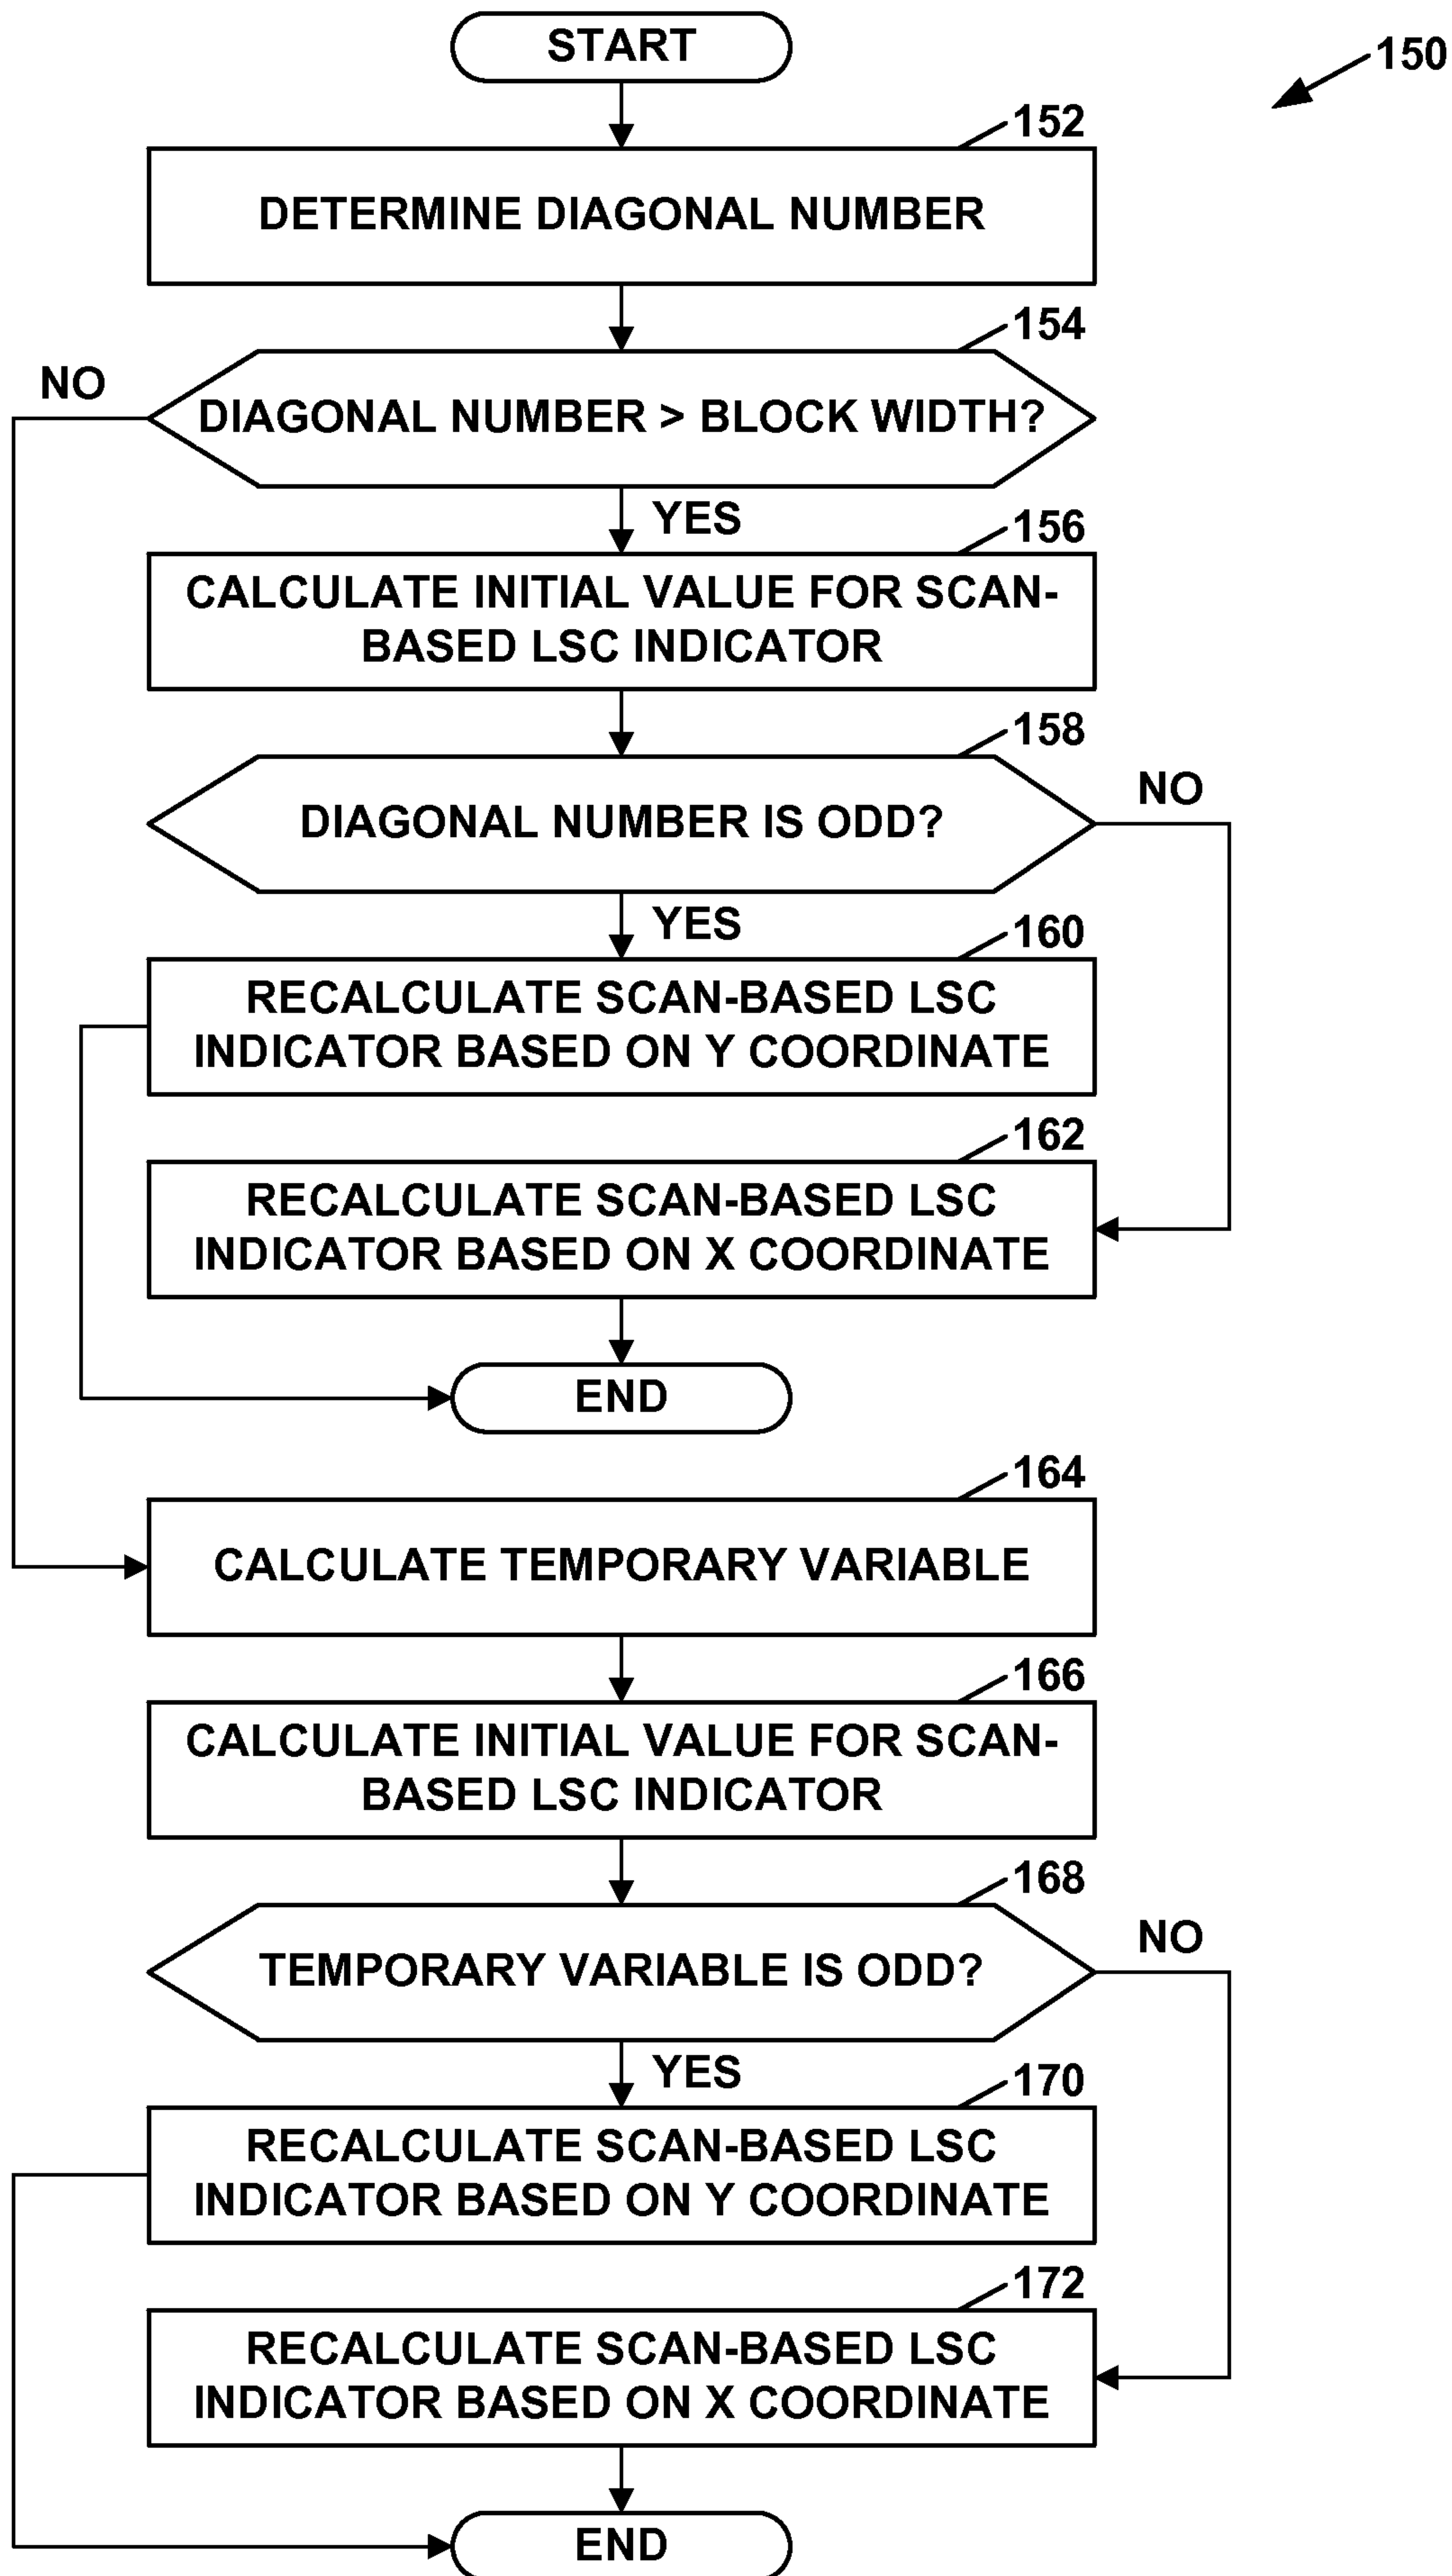 START
150
152
DETERMINE DIAGONAL NUMBER
154
NO
DIAGONAL NUMBER > BLOCK WIDTH?
YES
156
CALCULATE INITIAL VALUE FOR SCAN-
BASED LSC INDICATOR
158
NO
DIAGONAL NUMBER IS ODD?
YES
160
RECALCULATE SCAN-BASED LSC
INDICATOR BASED ON Y COORDINATE
162
RECALCULATE SCAN-BASED LSC
INDICATOR BASED ON X COORDINATE
END
164
CALCULATE TEMPORARY VARIABLE
166
CALCULATE INITIAL VALUE FOR SCAN-
BASED LSC INDICATOR
168
NO
TEMPORARY VARIABLE IS ODD?
YES
170
RECALCULATE SCAN-BASED LSC
INDICATOR BASED ON Y COORDINATE
172
RECALCULATE SCAN-BASED LSC
INDICATOR BASED ON X COORDINATE
END